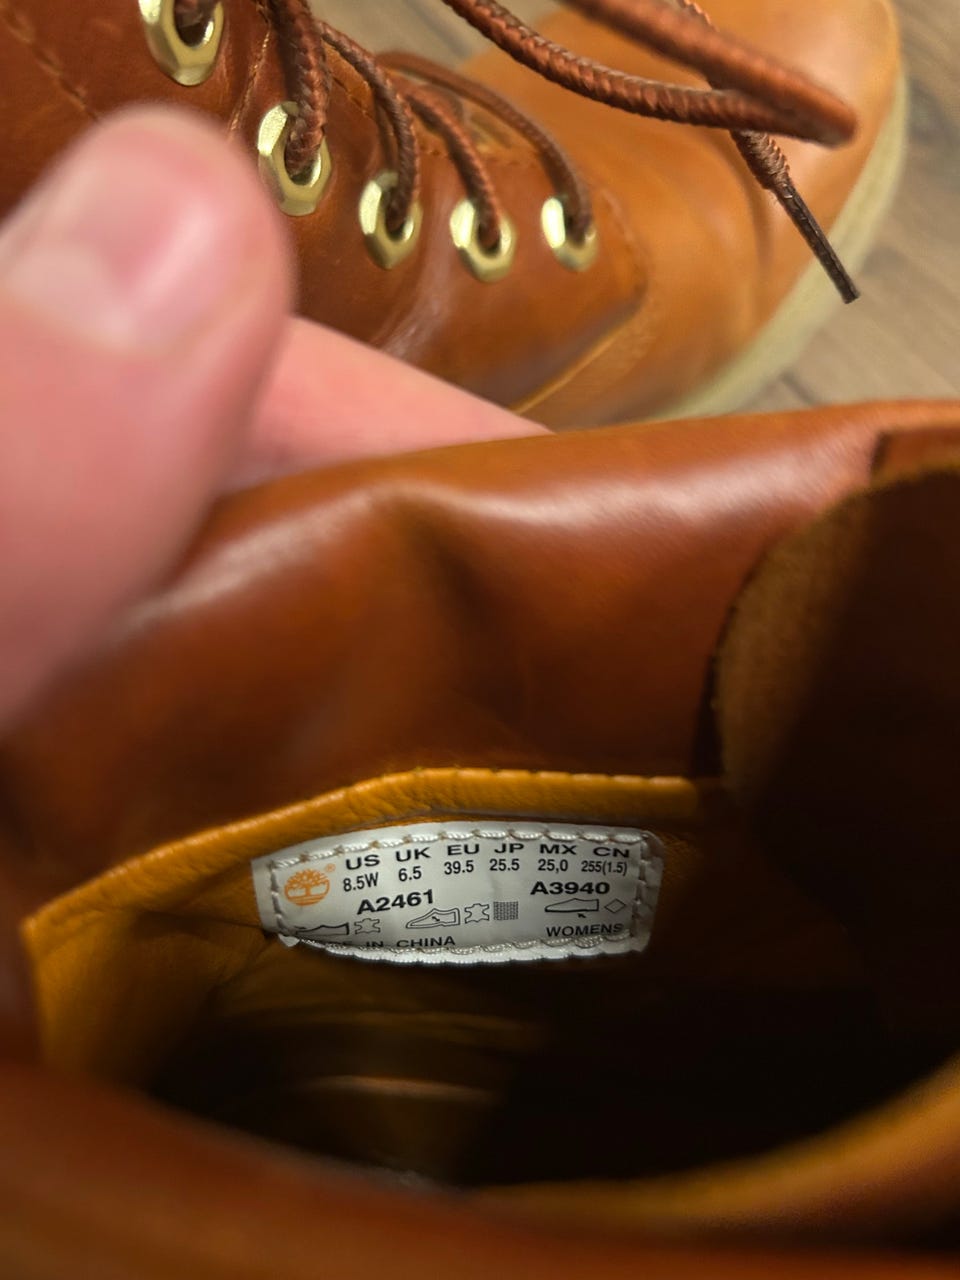 US UK EU JP MX CN
8.5W 6.5 39.5 25.5 25,0 255(1.5)
A2461 A3940
IN CHINA WOMENS